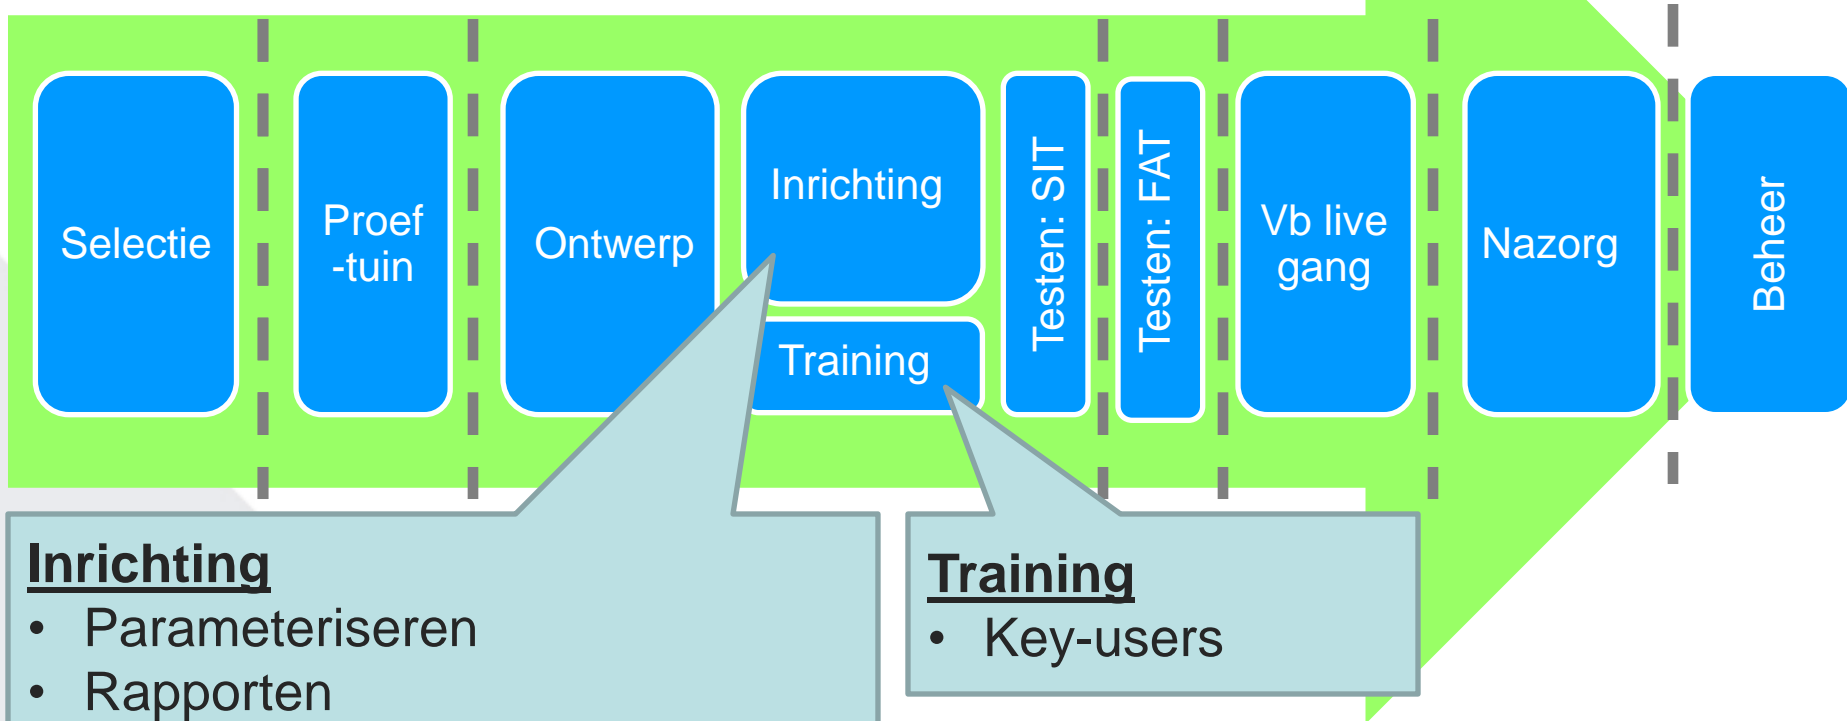 Selectie
Proef
-tuin
Ontwerp
Inrichting
Training
Testen: SIT
Testen: FAT
Vb live
gang
Nazorg
Beheer
Inrichting
• Parameteriseren
• Rapporten
Training
• Key-users